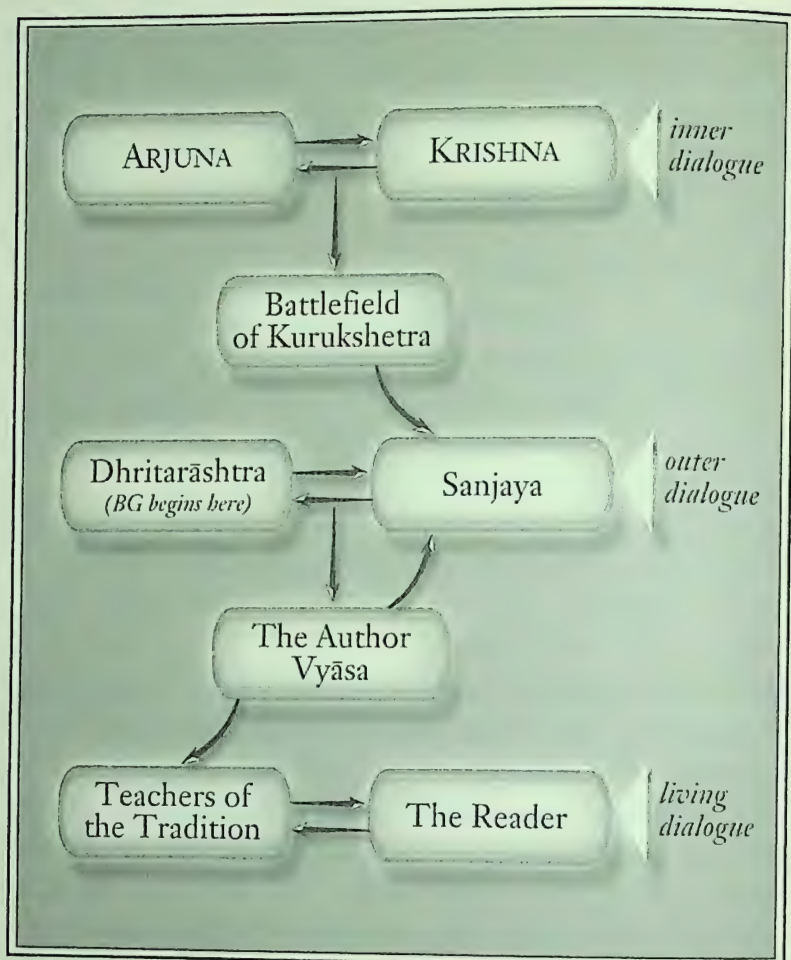 ARJUNA
KRISHNA
inner
dialogue
Battlefield
of Kurukshetra
Dhritarāshtra
(BG begins here)
Sanjaya
outer
dialogue
The Author
Vyāsa
Teachers of
the Tradition
The Reader
living
dialogue